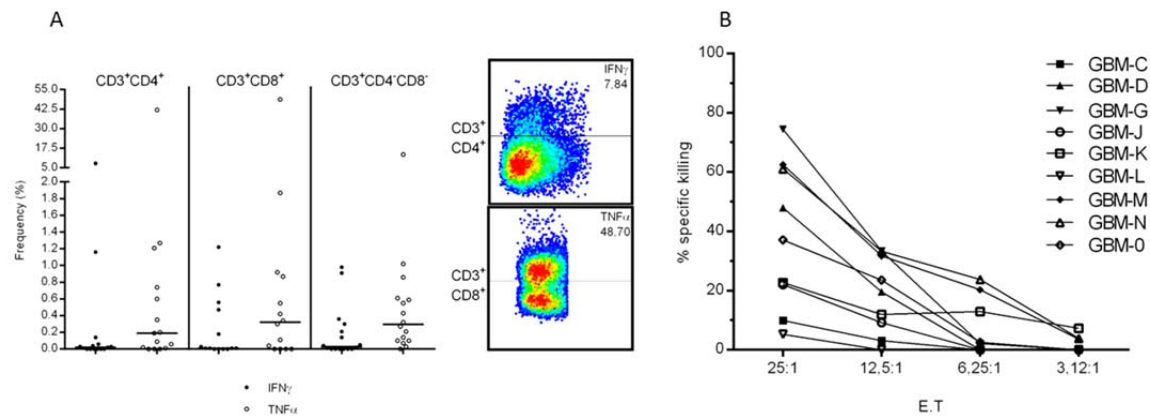 A
CD3+CD4+ CD3+CD8+ CD3+CD4-CD8-
Frequency (%)
55.0
42.5
30.0
17.5
5.0
2.0
1.8
1.6
1.4
1.2
1.0
0.8
0.6
0.4
0.2
0.0
IFNγ
TNFα
IFNγ
7,84
CD3+
CD4+
TNFα
48,70
CD3+
CD8+
B
% specific killing
100
80
60
40
20
0
25:1 12,5:1 6,25:1 3,12:1
E.T
GBM-C
GBM-D
GBM-G
GBM-J
GBM-K
GBM-L
GBM-M
GBM-N
GBM-0